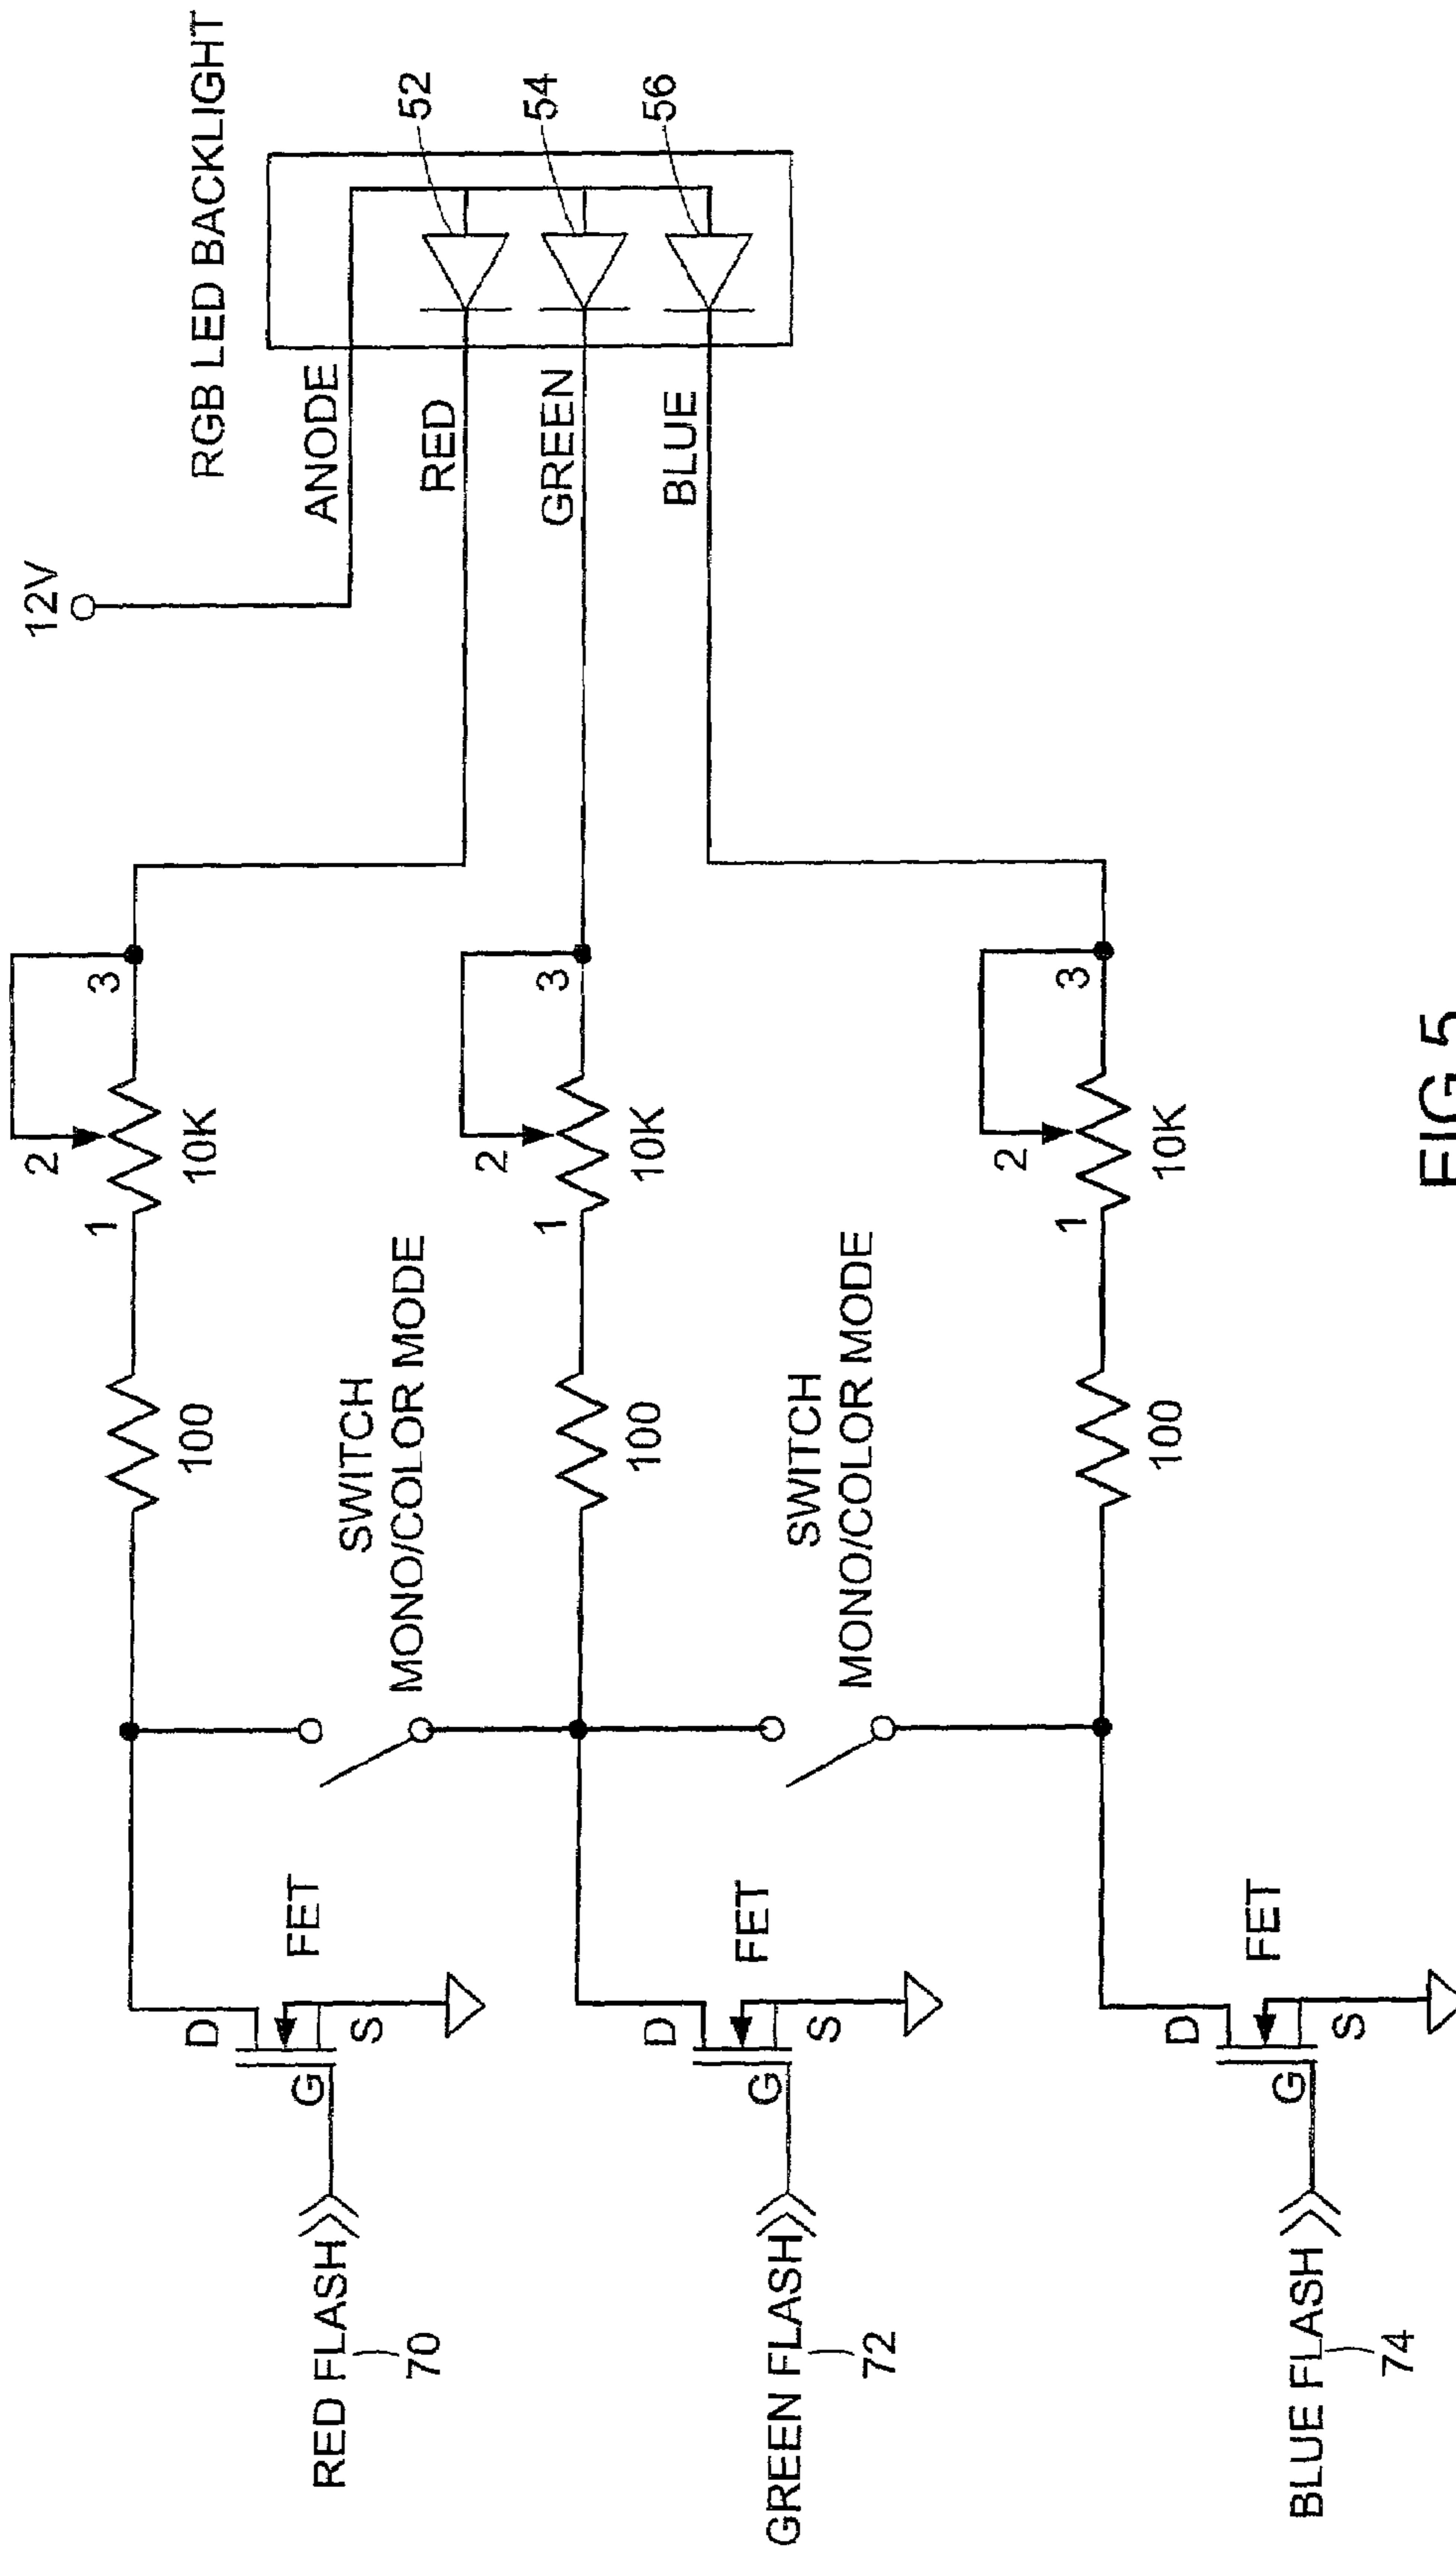 12V
RGB LED BACKLIGHT
ANODE
RED
GREEN
BLUE
52
54
56
2
3
1
10K
100
2
3
1
10K
100
2
3
1
10K
100
SWITCH
MONO/COLOR MODE
SWITCH
MONO/COLOR MODE
D
G
S
FET
RED FLASH
70
D
G
S
FET
GREEN FLASH
72
D
G
S
FET
BLUE FLASH
74
FIG.5